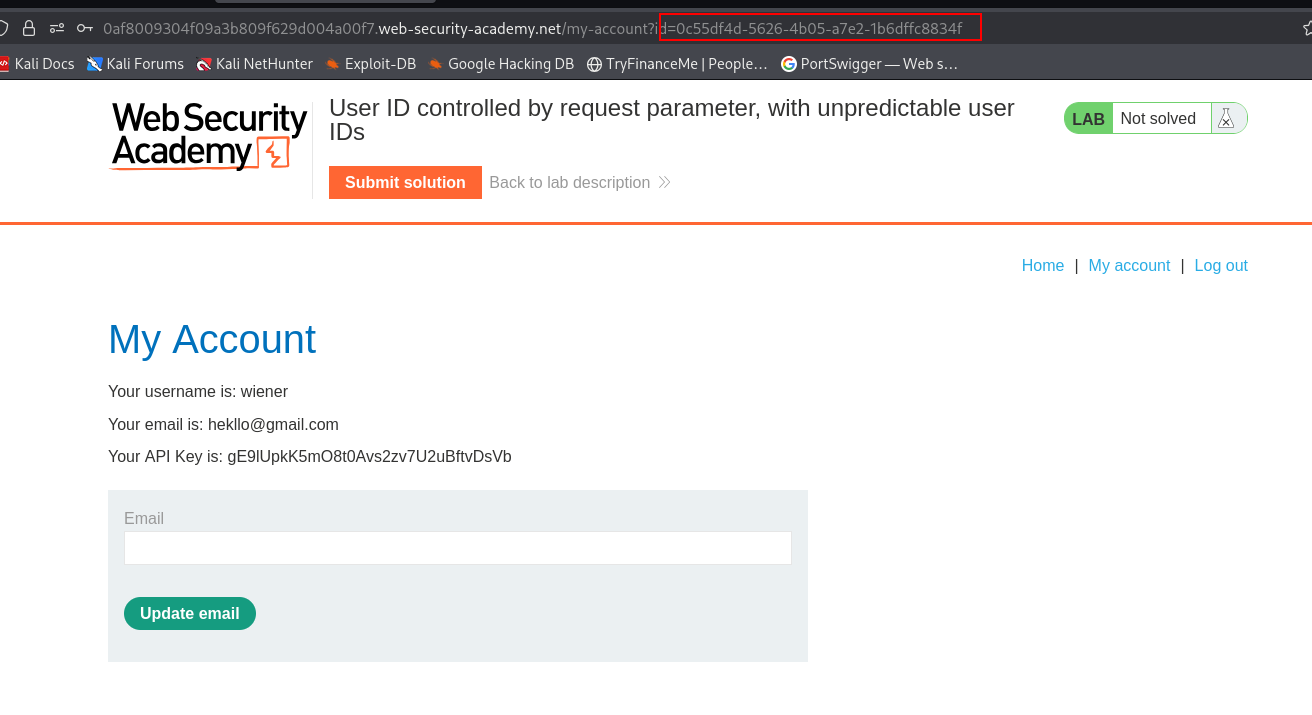 0af8009304f09a3b809f629d004a00f7.web-security-academy.net/my-account?id=0c55df4d-5626-4b05-a7e2-1b6dffc8834f
Kali Docs Kali Forums Kali NetHunter Exploit-DB Google Hacking DB TryFinanceMe | People… PortSwigger — Web s…
Web Security
Academy
User ID controlled by request parameter, with unpredictable user
IDs
LAB Not solved
Submit solution Back to lab description
Home | My account | Log out
My Account
Your username is: wiener
Your email is: hekllo@gmail.com
Your API Key is: gE9lUpkK5mO8t0Avs2zv7U2uBftvDsVb
Email
Update email